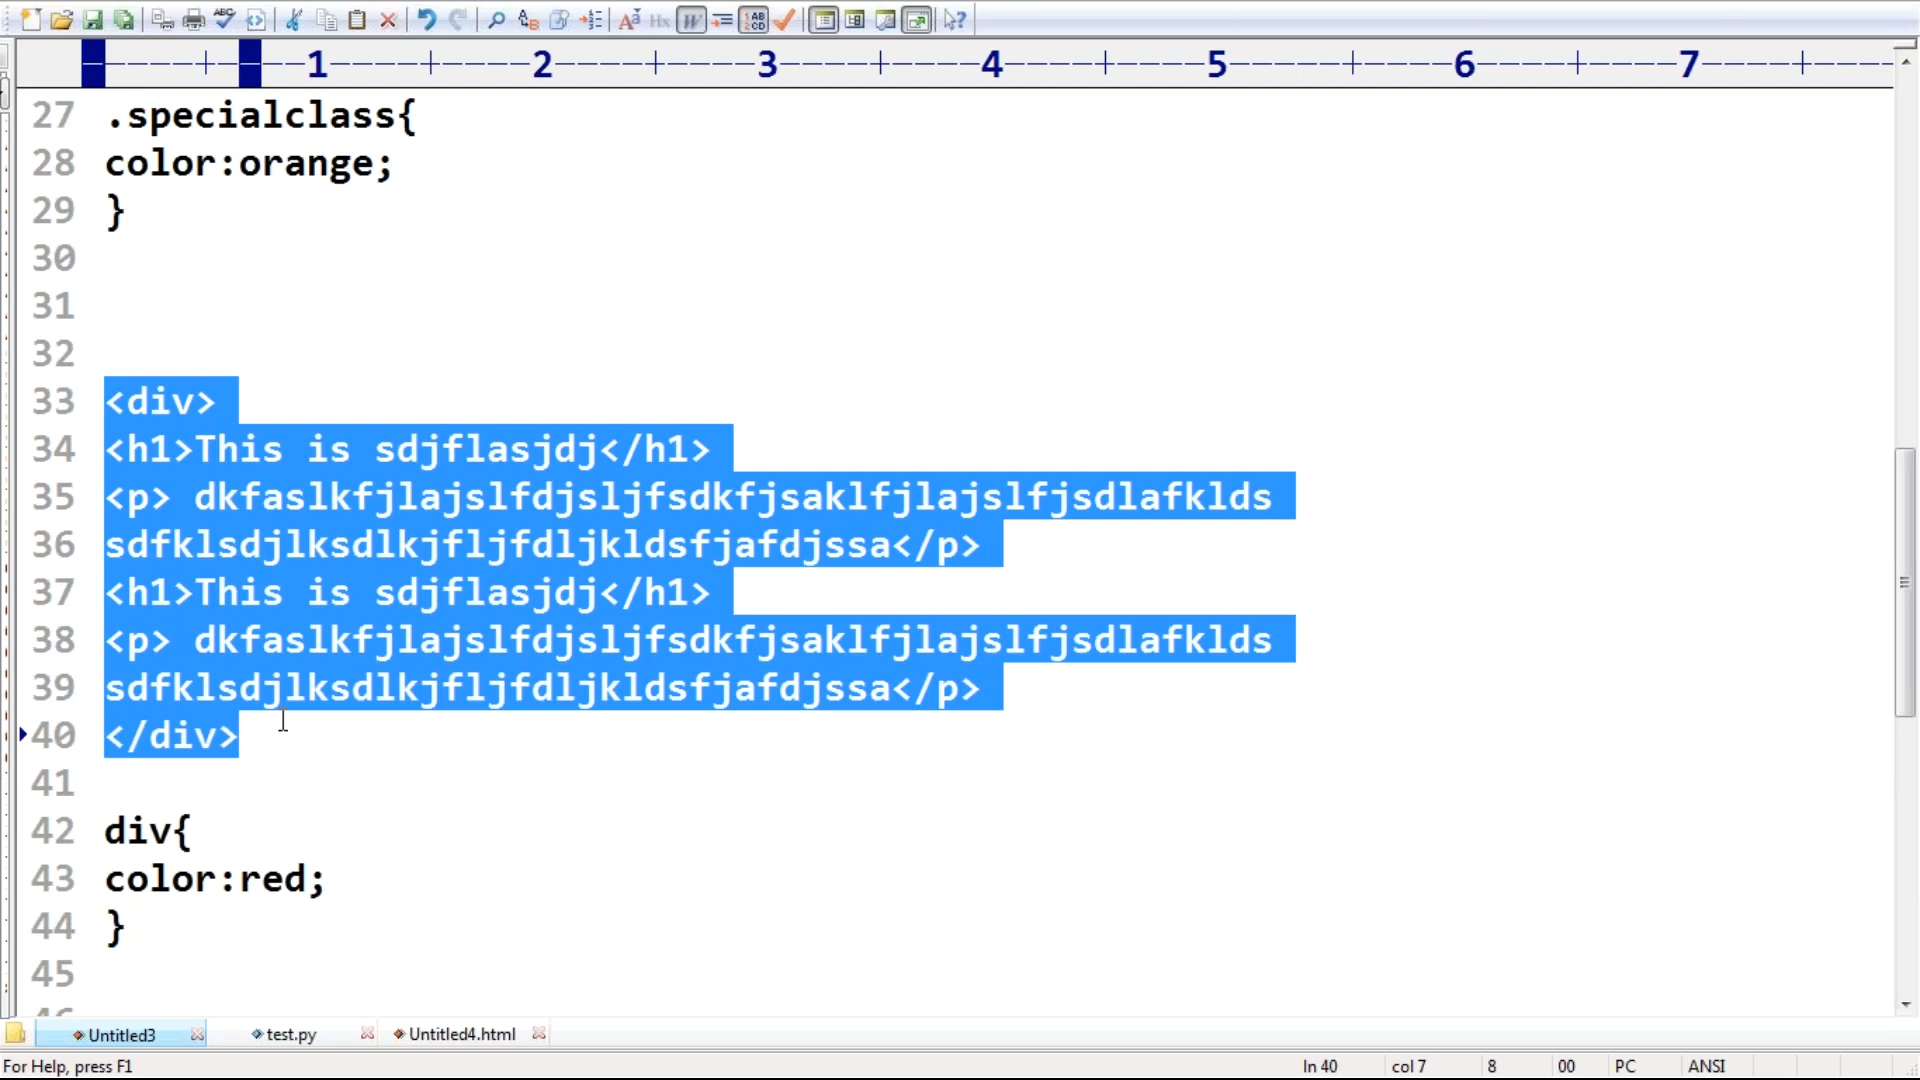 1 2 3 4 5 6 7
27 .specialclass{
28 color:orange;
29 }
30
31
32
33 <div>
34 <h1>This is sdjflasjdj</h1>
35 <p> dkfaslkfjlajslfdjsljfsdkfjsaklfjlajslfjsdlafklds
36 sdfklsdjlksdlkjfljfdljkldsfjafdjssa</p>
37 <h1>This is sdjflasjdj</h1>
38 <p> dkfaslkfjlajslfdjsljfsdkfjsaklfjlajslfjsdlafklds
39 sdfklsdjlksdlkjfljfdljkldsfjafdjssa</p>
40 </div>
41
42 div{
43 color:red;
44 }
45
Untitled3 test.py Untitled4.html
For Help, press F1 ln 40 col 7 8 00 PC ANSI